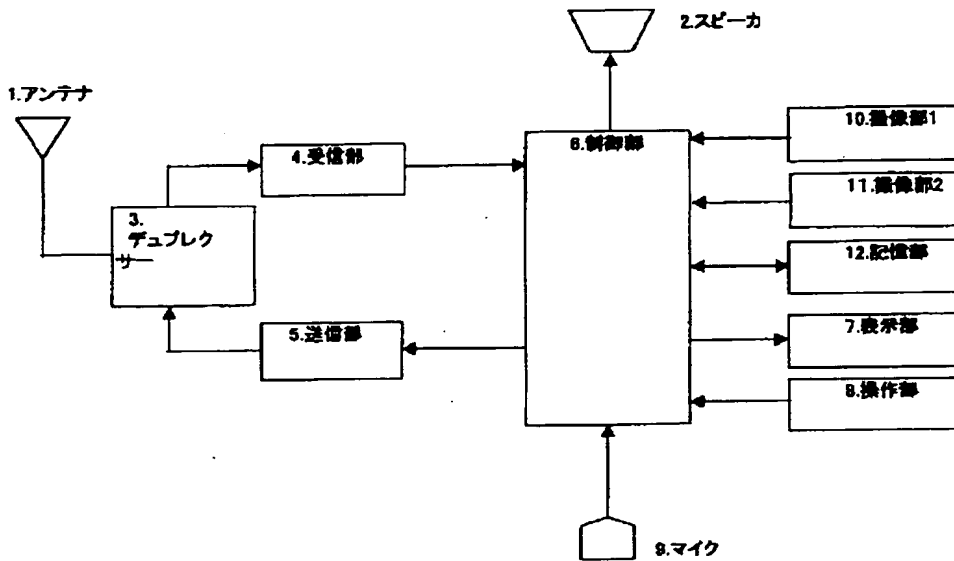 2.スピーカ
1.アンテナ
4.受信部
6.制御部
10.撮像部1
11.撮像部2
3.
デュプレク
サ
12.記憶部
5.送信部
7.表示部
8.操作部
9.マイク